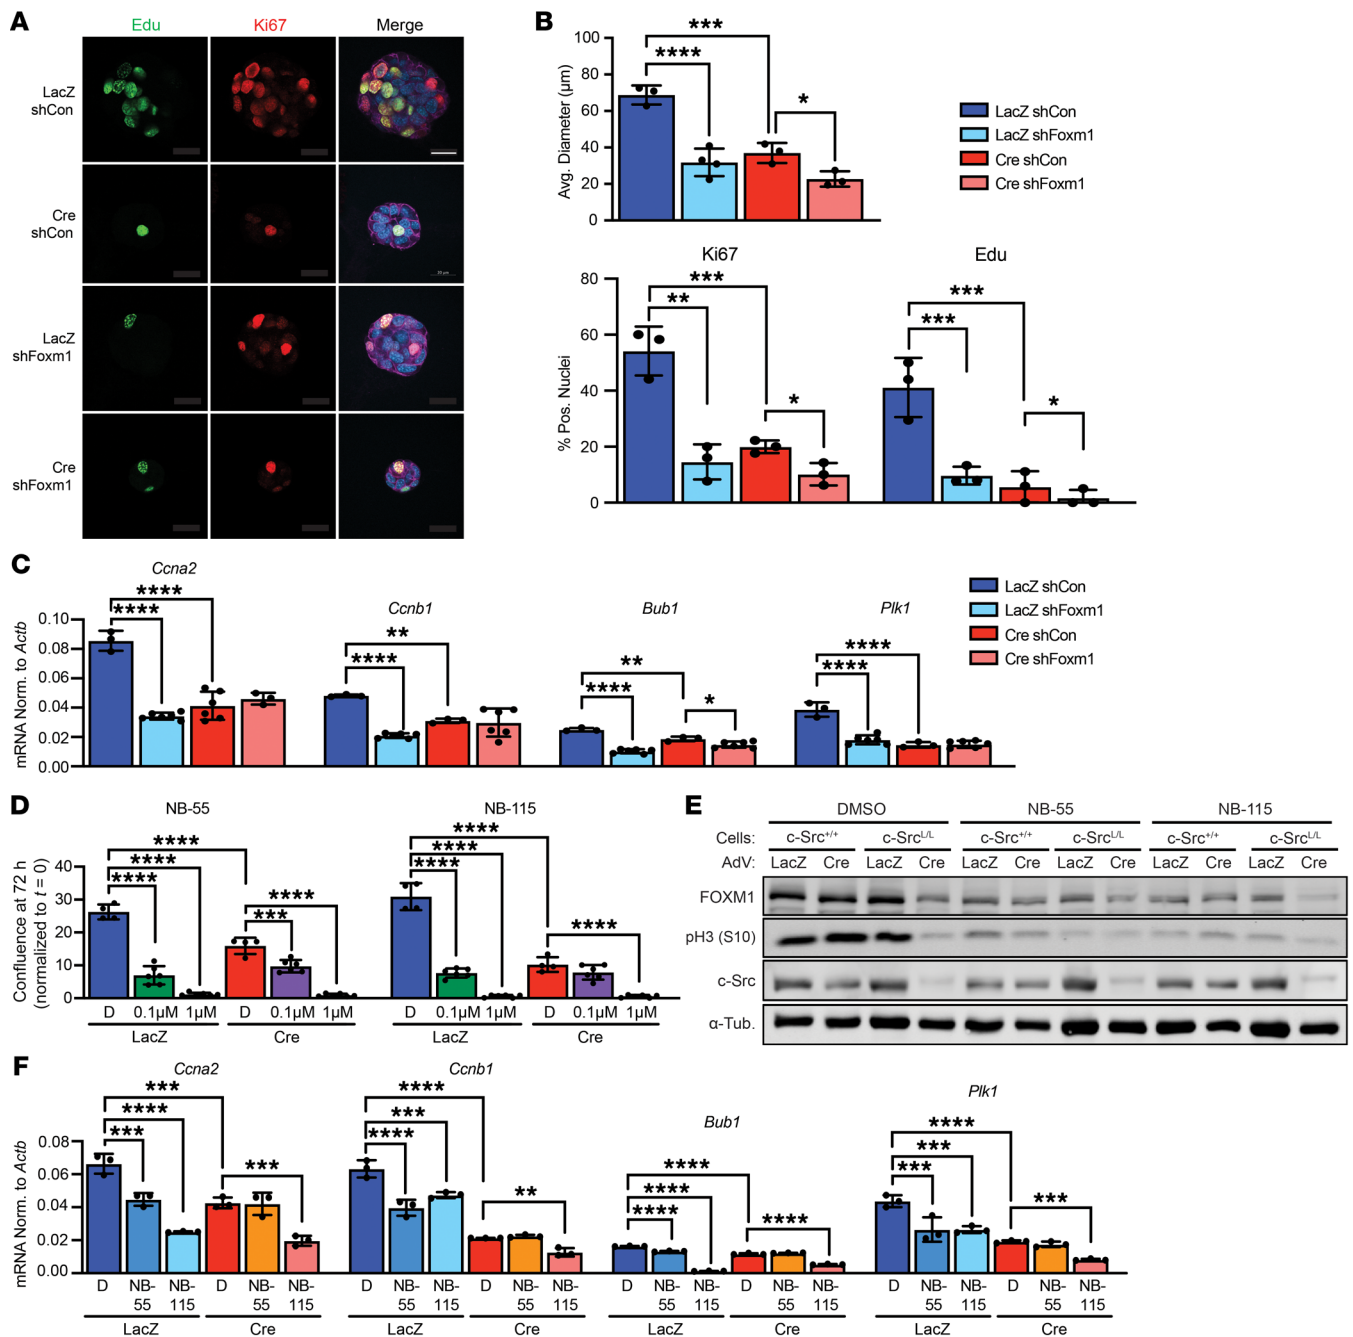 A
Edu Ki67 Merge
LacZ
shCon
Cre
shCon
LacZ
shFoxm1
Cre
shFoxm1
B
100
80
60
40
20
0
Avg. Diameter (μm)
***
****
*
LacZ shCon
LacZ shFoxm1
Cre shCon
Cre shFoxm1
Ki67 Edu
80
60
40
20
0
% Pos. Nuclei
***
**
*
***
***
*
C
Ccna2 Ccnb1 Bub1 Plk1
0.10
0.08
0.06
0.04
0.02
0.00
mRNA Norm. to Actb
****
****
**
****
**
****
*
****
****
LacZ shCon
LacZ shFoxm1
Cre shCon
Cre shFoxm1
D
NB-55 NB-115
40
30
20
10
0
Confluence at 72 h
(normalized to t = 0)
****
****
****
****
***
****
****
****
****
D 0.1μM 1μM D 0.1μM 1μM D 0.1μM 1μM D 0.1μM 1μM
LacZ Cre LacZ Cre
E
DMSO NB-55 NB-115
Cells: c-Src+/+ c-SrcL/L c-Src+/+ c-SrcL/L c-Src+/+ c-SrcL/L
AdV: LacZ Cre LacZ Cre LacZ Cre LacZ Cre LacZ Cre LacZ Cre
FOXM1
pH3 (S10)
c-Src
α-Tub.
F
Ccna2 Ccnb1 Bub1 Plk1
0.08
0.06
0.04
0.02
0.00
mRNA Norm. to Actb
***
****
***
***
****
***
****
**
****
****
****
****
****
***
***
***
D NB-55 NB-115 D NB-55 NB-115 D NB-55 NB-115 D NB-55 NB-115 D NB-55 NB-115 D NB-55 NB-115 D NB-55 NB-115 D NB-55 NB-115
LacZ Cre LacZ Cre LacZ Cre LacZ Cre